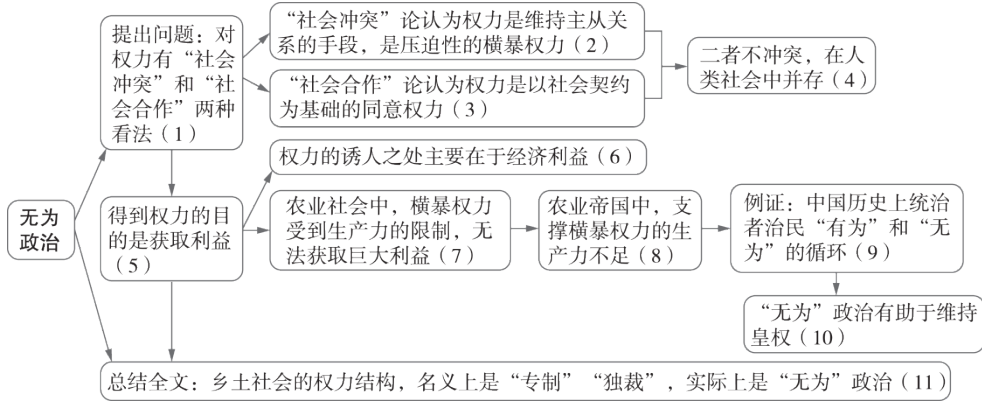 提出问题：对
权力有“社会
冲突”和“社
会合作”两种
看法（1）
“社会冲突”论认为权力是维持主从关
系的手段，是压迫性的横暴权力（2）
“社会合作”论认为权力是以社会契约
为基础的同意权力（3）
二者不冲突，在人
类社会中并存（4）
权力的诱人之处主要在于经济利益（6）
无为
政治
得到权力的目
的是获取利益
（5）
农业社会中，横暴权力
受到生产力的限制，无
法获取巨大利益（7）
农业帝国中，支
撑横暴权力的生
产力不足（8）
例证：中国历史上统治
者治民“有为”和“无
为”的循环（9）
“无为”政治有助于维持
皇权（10）
总结全文：乡土社会的权力结构，名义上是“专制”“独裁”，实际上是“无为”政治（11）